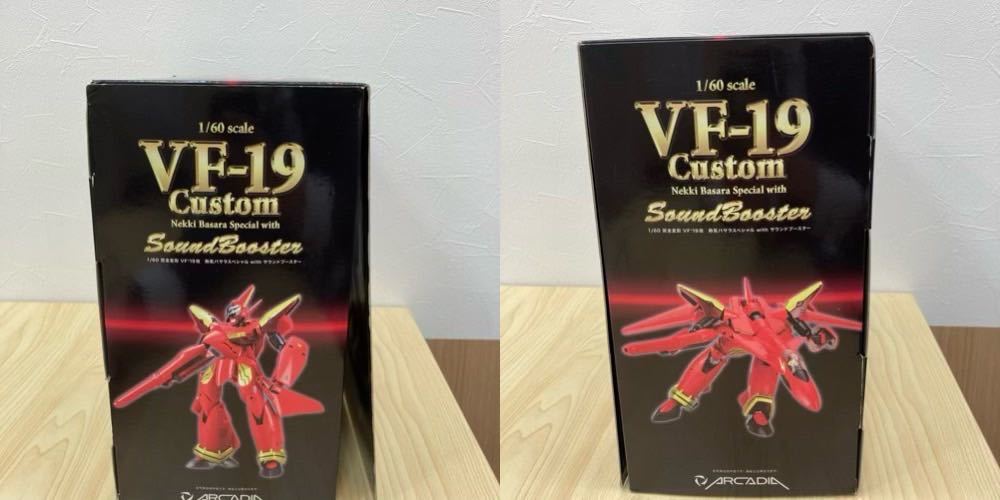 1/60 scale
VF-19
Custom
Nekki Basara Special with
SoundBooster
1/60 完全変形 VF-19改 熱気バサラスペシャル with サウンドブースター
ARCADIA
1/60 scale
VF-19
Custom
Nekki Basara Special with
SoundBooster
1/60 完全変形 VF-19改 熱気バサラスペシャル with サウンドブースター
ARCADIA